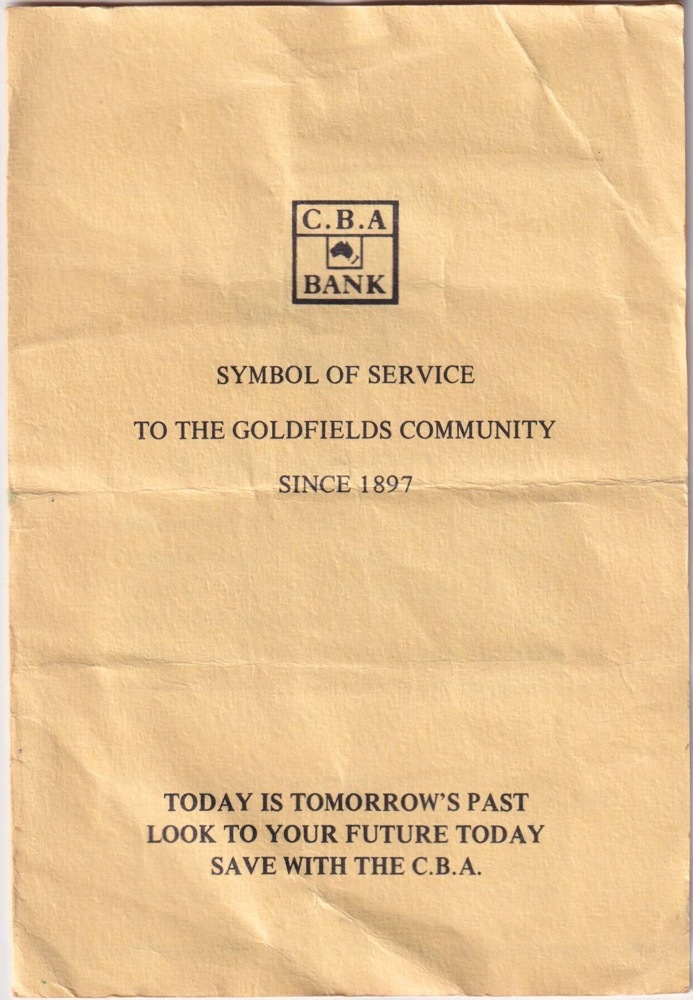 C.B.A
BANK
SYMBOL OF SERVICE
TO THE GOLDFIELDS COMMUNITY
SINCE 1897
TODAY IS TOMORROW'S PAST
LOOK TO YOUR FUTURE TODAY
SAVE WITH THE C.B.A.